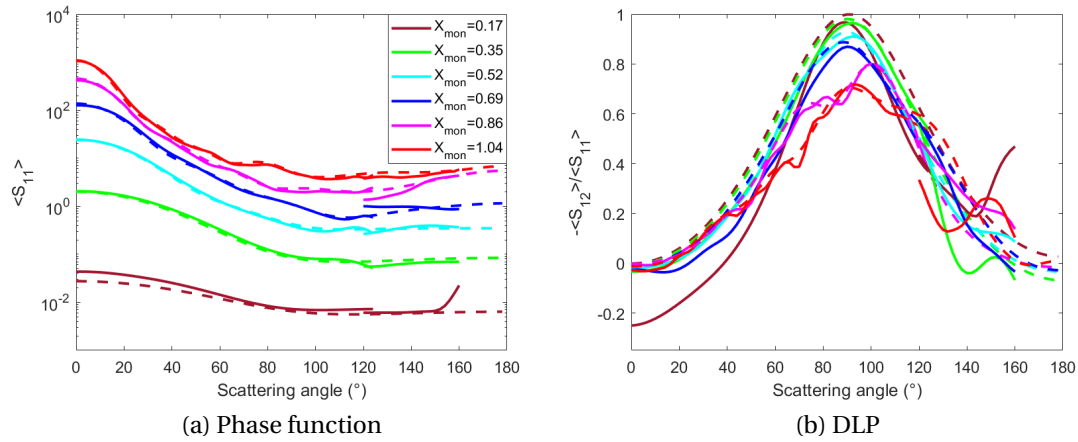 10^4
10^2
10^0
10^-2
<S_11>
0 20 40 60 80 100 120 140 160 180
Scattering angle (°)
X_mon=0.17
X_mon=0.35
X_mon=0.52
X_mon=0.69
X_mon=0.86
X_mon=1.04
(a) Phase function
1
0.8
0.6
0.4
0.2
0
-0.2
-<S_12>/<S_11>
0 20 40 60 80 100 120 140 160 180
Scattering angle (°)
(b) DLP